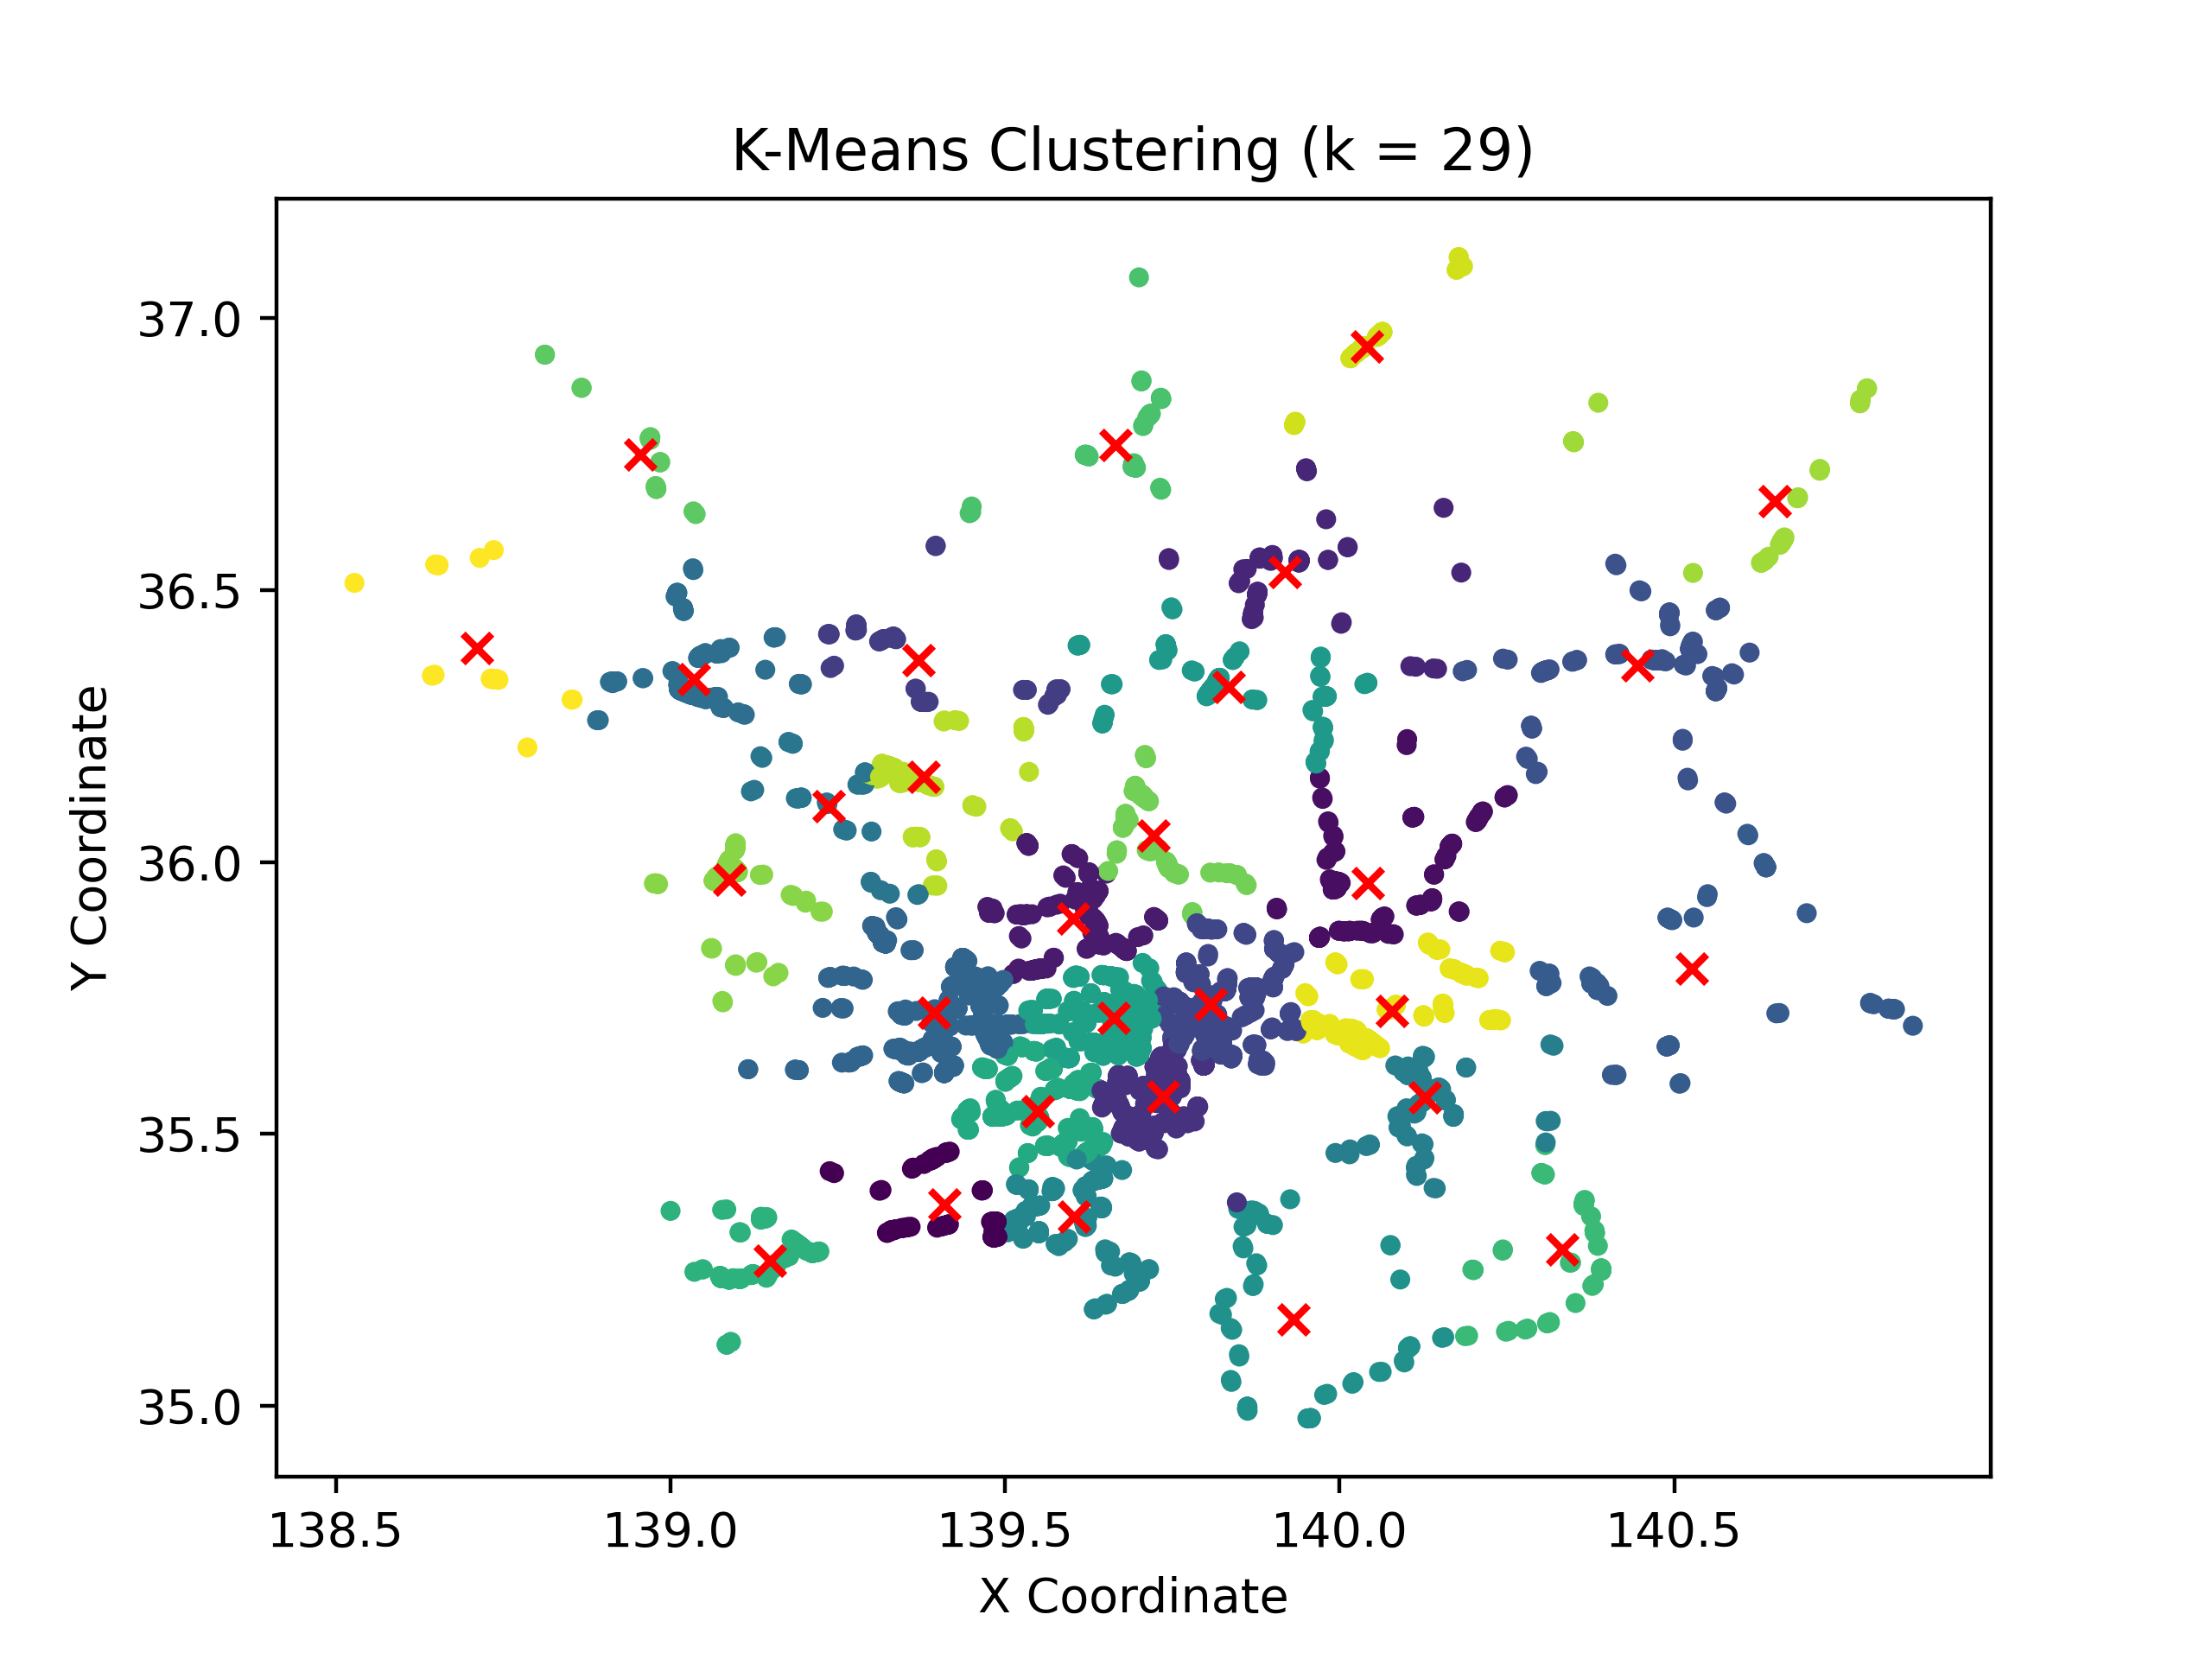 K-Means Clustering (k = 29)
37.0
36.5
36.0
35.5
35.0
Y Coordinate
138.5 139.0 139.5 140.0 140.5
X Coordinate